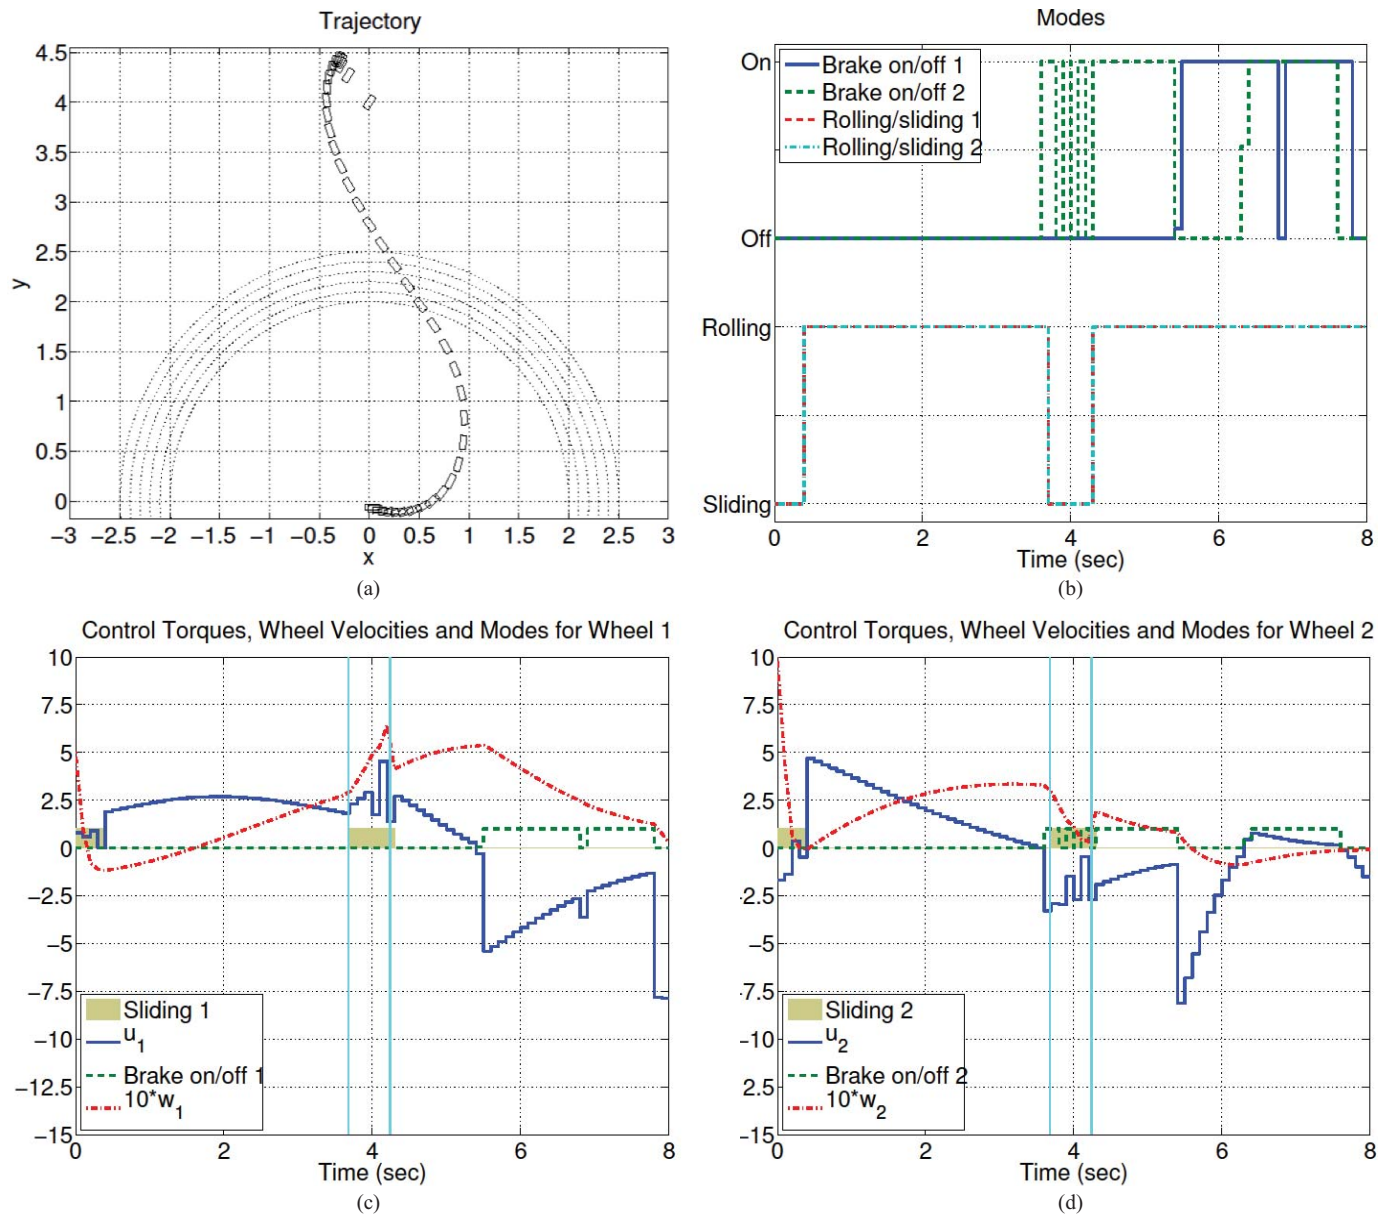 Trajectory
4.5
4
3.5
3
2.5
2
1.5
1
0.5
0
−3 −2.5 −2 −1.5 −1 −0.5 0 0.5 1 1.5 2 2.5 3
y
x
(a)
Modes
On
Off
Rolling
Sliding
Brake on/off 1
Brake on/off 2
Rolling/sliding 1
Rolling/sliding 2
0 2 4 6 8
Time (sec)
(b)
Control Torques, Wheel Velocities and Modes for Wheel 1
10
7.5
5
2.5
0
−2.5
−5
−7.5
−10
−12.5
−15
Sliding 1
u1
Brake on/off 1
10*w1
0 2 4 6 8
Time (sec)
(c)
Control Torques, Wheel Velocities and Modes for Wheel 2
10
7.5
5
2.5
0
-2.5
−5
-7.5
−10
2.5
−15
Sliding 2
u2
Brake on/off 2
10*w2
0 2 4 6 8
Time (sec)
(d)